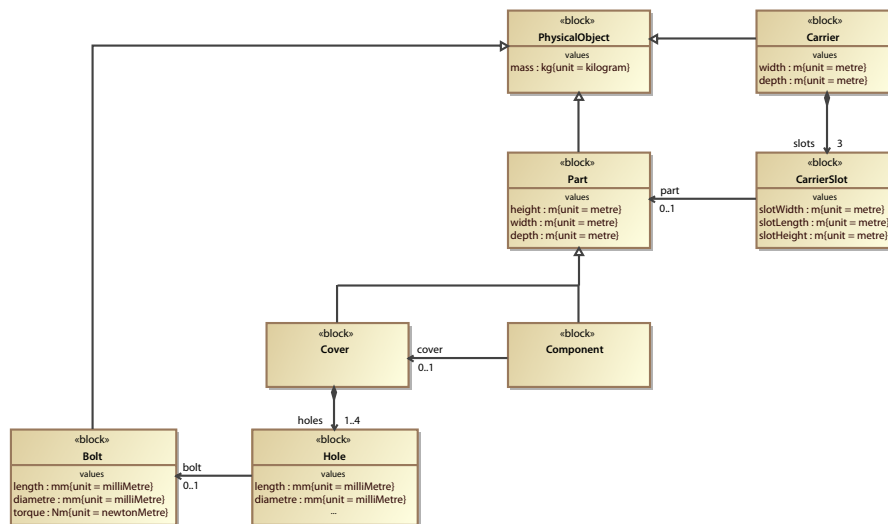 «block»
PhysicalObject
values
mass : kg{unit = kilogram}
«block»
Carrier
values
width : m{unit = metre}
depth : m{unit = metre}
slots 3
«block»
Part
values
height : m{unit = metre}
width : m{unit = metre}
depth : m{unit = metre}
part
0..1
«block»
CarrierSlot
values
slotWidth : m{unit = metre}
slotLength : m{unit = metre}
slotHeight : m{unit = metre}
«block»
Cover
cover
0..1
«block»
Component
holes 1..4
«block»
Bolt
values
length : mm{unit = milliMetre}
diametre : mm{unit = milliMetre}
torque : Nm{unit = newtonMetre}
bolt
0..1
«block»
Hole
values
length : mm{unit = milliMetre}
diametre : mm{unit = milliMetre}
...